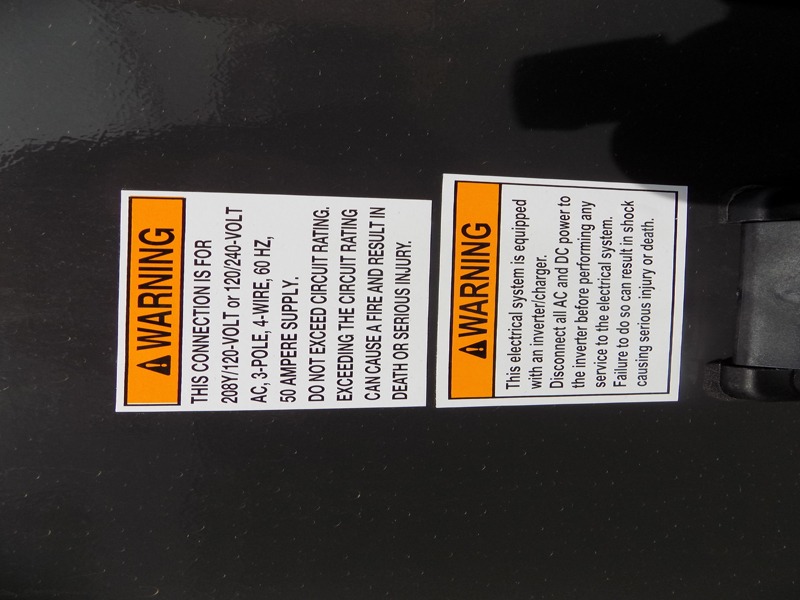 WARNING
THIS CONNECTION IS FOR
208Y/120-VOLT or 120/240-VOLT
AC, 3-POLE, 4-WIRE, 60 HZ,
50 AMPERE SUPPLY.
DO NOT EXCEED CIRCUIT RATING.
EXCEEDING THE CIRCUIT RATING
CAN CAUSE A FIRE AND RESULT IN
DEATH OR SERIOUS INJURY.
WARNING
This electrical system is equipped
with an inverter/charger.
Disconnect all AC and DC power to
the inverter before performing any
service to the electrical system.
Failure to do so can result in shock
causing serious injury or death.